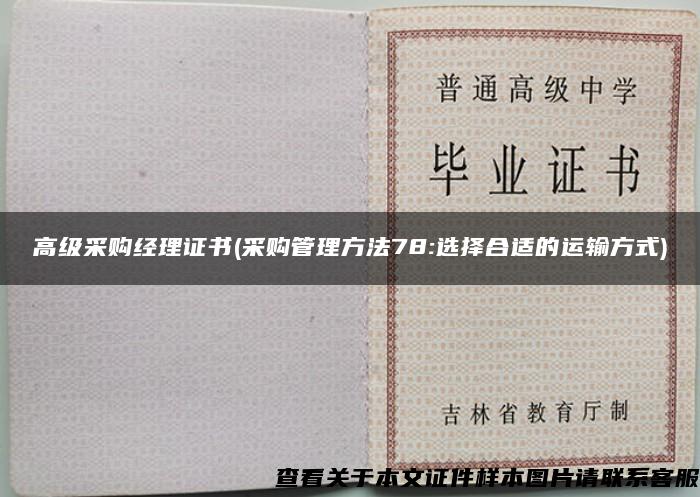 普通高级中学
毕业证书
高级采购经理证书(采购管理方法78:选择合适的运输方式)
吉林省教育厅制
查看关于本文证件样本图片请联系客服